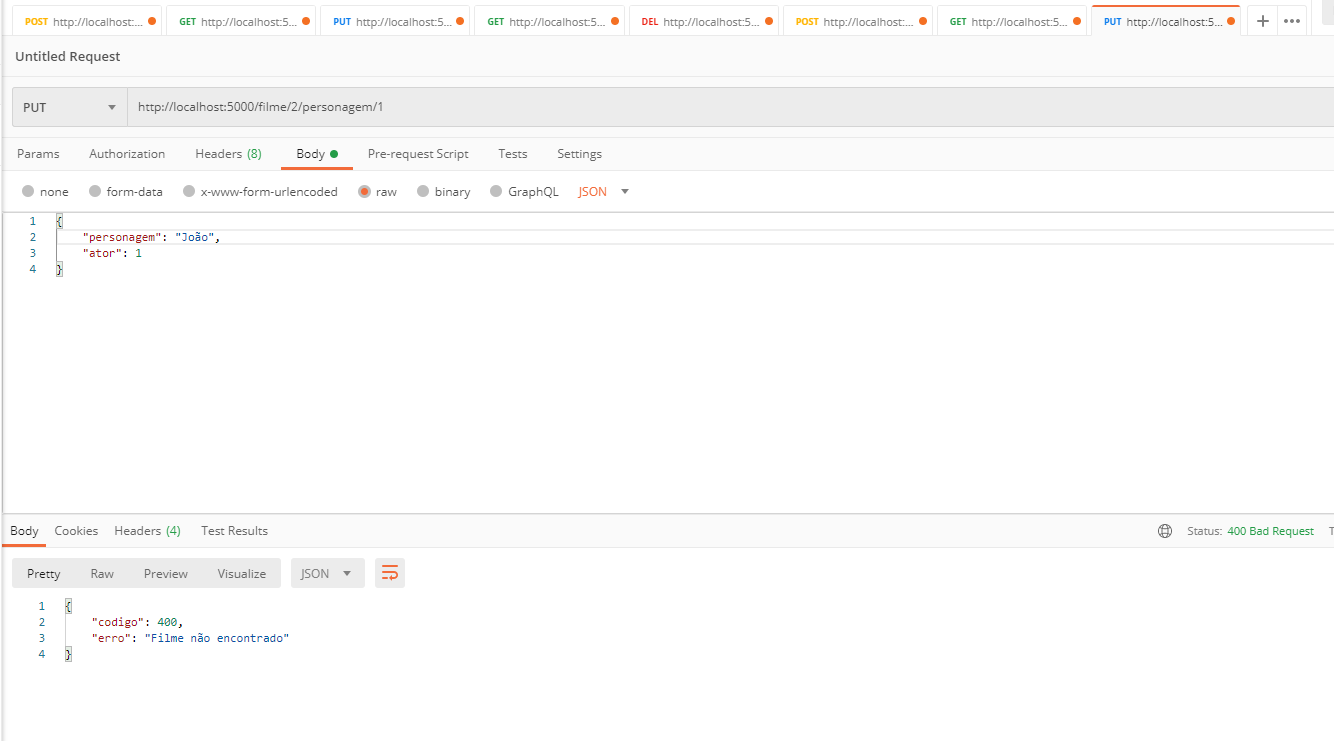 POST http://localhost:... GET http://localhost:5... PUT http://localhost:5... GET http://localhost:5... DEL http://localhost:5... POST http://localhost:... GET http://localhost:5... PUT http://localhost:5... + •••
Untitled Request
PUT http://localhost:5000/filme/2/personagem/1
Params Authorization Headers (8) Body Pre-request Script Tests Settings
none form-data x-www-form-urlencoded raw binary GraphQL JSON
1 {
2 "personagem": "João",
3 "ator": 1
4 }
Body Cookies Headers (4) Test Results Status: 400 Bad Request T
Pretty Raw Preview Visualize JSON
1 {
2 "codigo": 400,
3 "erro": "Filme não encontrado"
4 }